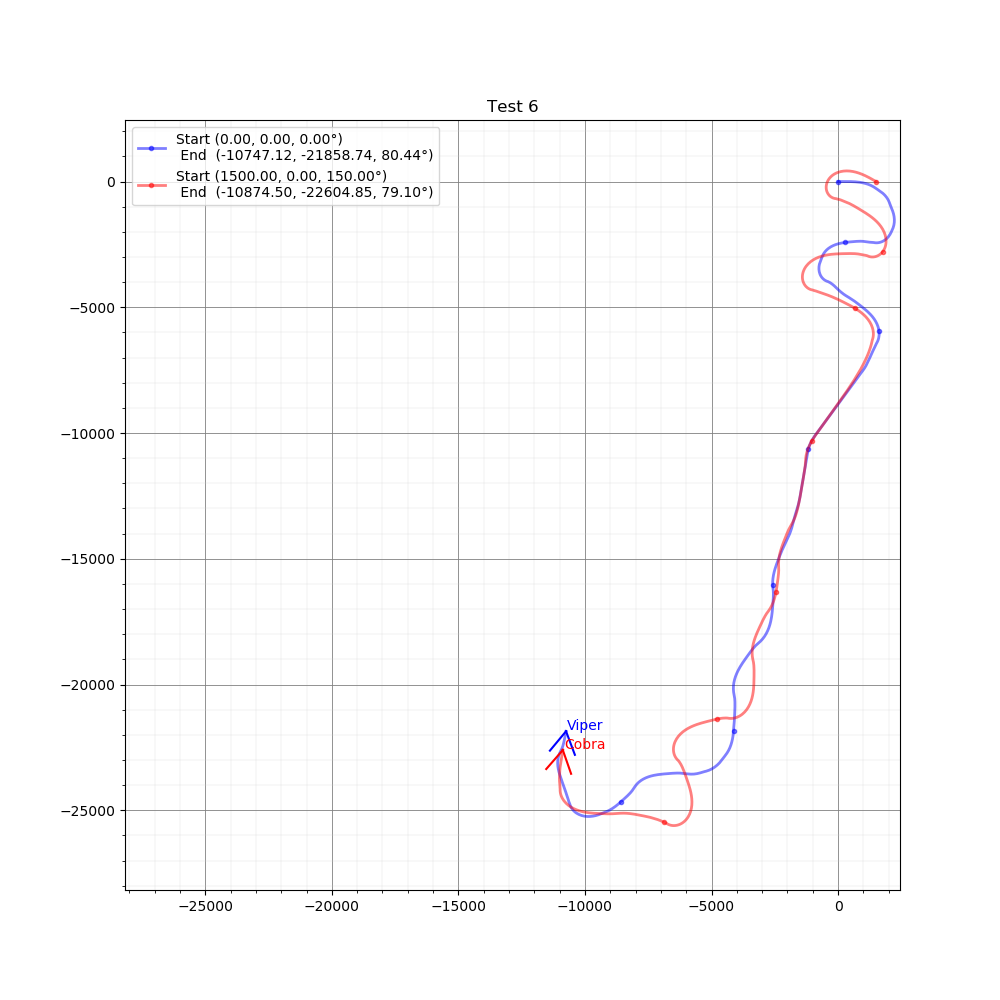 Test 6
Start (0.00, 0.00, 0.00°)
End (-10747.12, -21858.74, 80.44°)
Start (1500.00, 0.00, 150.00°)
End (-10874.50, -22604.85, 79.10°)
0
−5000
−10000
−15000
−20000
−25000
Viper
Cobra
−25000 −20000 −15000 −10000 −5000 0